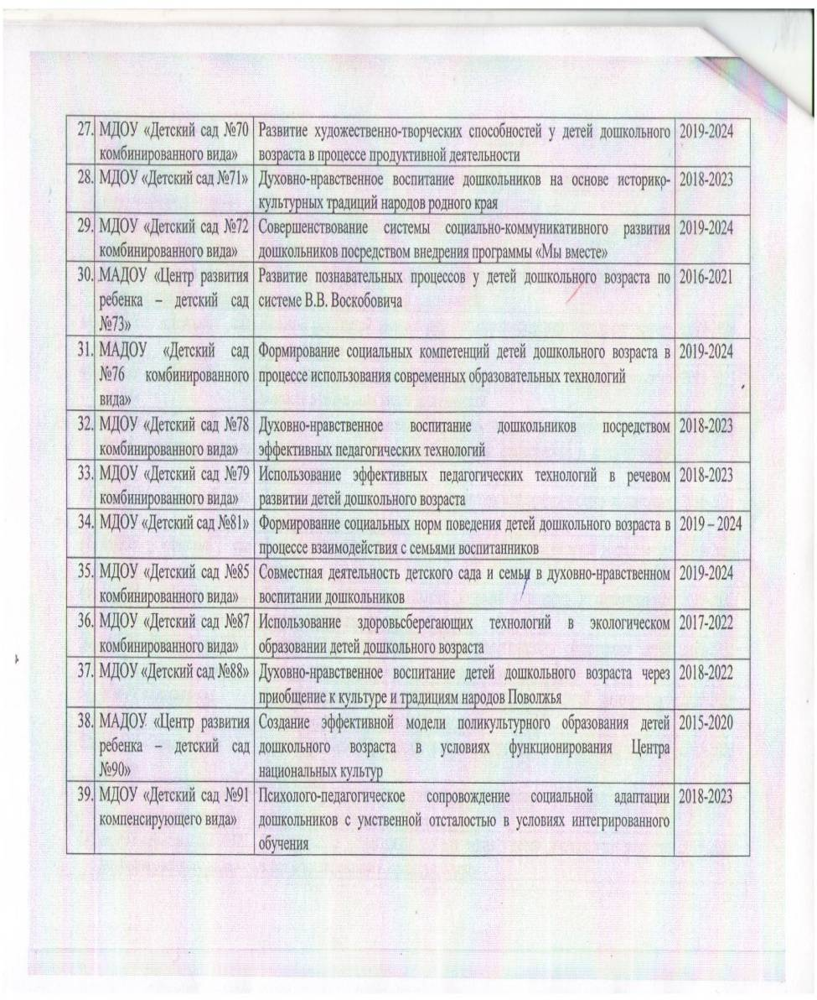 27. МДОУ «Детский сад №70 Развитие художественно-творческих способностей у детей дошкольного 2019-2024
комбинированного вида» возраста в процессе продуктивной деятельности
28. МДОУ «Детский сад №71» Духовно-нравственное воспитание дошкольников на основе историко- 2018-2023
культурных традиций народов родного края
29. МДОУ «Детский сад №72 Совершенствование системы социально-коммуникативного развития 2019-2024
комбинированного вида» дошкольников посредством внедрения программы «Мы вместе»
30. МАДОУ «Центр развития Развитие познавательных процессов у детей дошкольного возраста по 2016-2021
ребенка – детский сад системе В.В. Воскобовича
№73»
31. МАДОУ «Детский сад Формирование социальных компетенций детей дошкольного возраста в 2019-2024
№76 комбинированного процессе использования современных образовательных технологий
вида»
32. МДОУ «Детский сад №78 Духовно-нравственное воспитание дошкольников посредством 2018-2023
комбинированного вида» эффективных педагогических технологий
33. МДОУ «Детский сад №79 Использование эффективных педагогических технологий в речевом 2018-2023
комбинированного вида» развитии детей дошкольного возраста
34. МДОУ «Детский сад №81» Формирование социальных норм поведения детей дошкольного возраста в 2019 – 2024
процессе взаимодействия с семьями воспитанников
35. МДОУ «Детский сад №85 Совместная деятельность детского сада и семьи в духовно-нравственном 2019-2024
комбинированного вида» воспитании дошкольников
36. МДОУ «Детский сад №87 Использование здоровьсберегающих технологий в экологическом 2017-2022
комбинированного вида» образовании детей дошкольного возраста
37. МДОУ «Детский сад №88» Духовно-нравственное воспитание детей дошкольного возраста через 2018-2022
приобщение к культуре и традициям народов Поволжья
38. МАДОУ «Центр развития Создание эффективной модели поликультурного образования детей 2015-2020
ребенка – детский сад дошкольного возраста в условиях функционирования Центра
№90» национальных культур
39. МДОУ «Детский сад №91 Психолого-педагогическое сопровождение социальной адаптации 2018-2023
компенсирующего вида» дошкольников с умственной отсталостью в условиях интегрированного
обучения